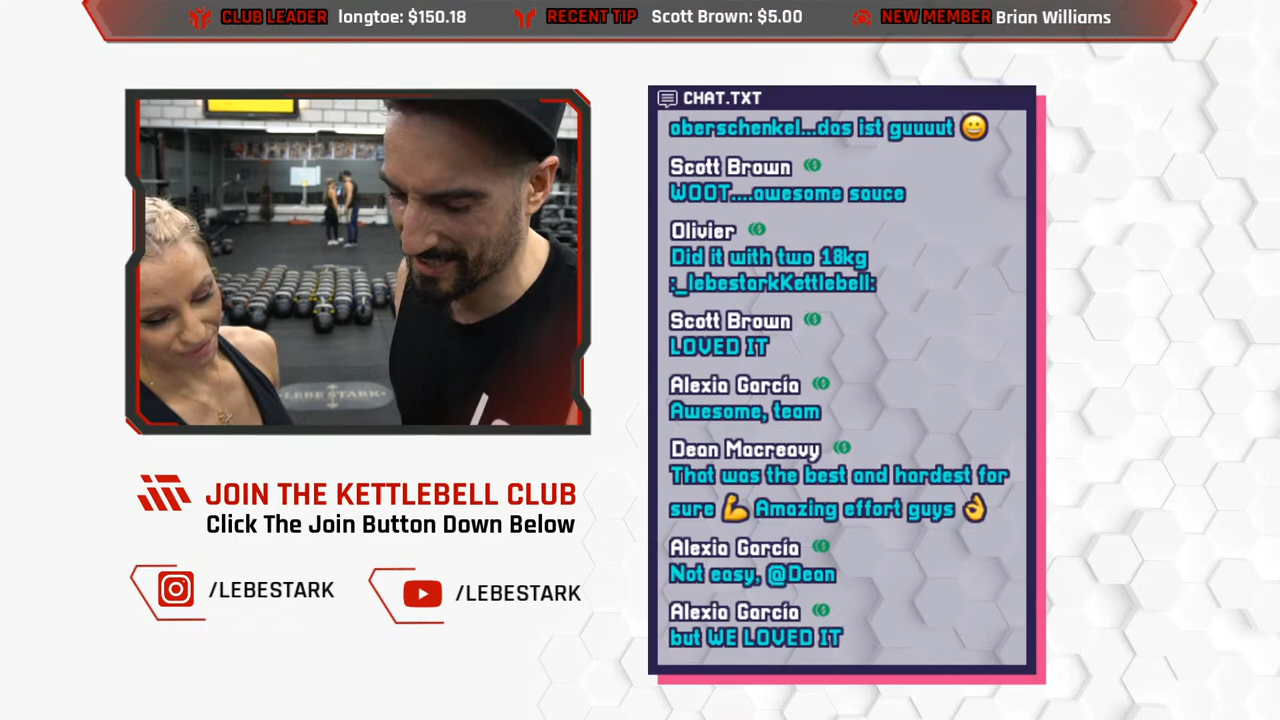 CLUB LEADER longtoe: $150.18 RECENT TIP Scott Brown: $5.00 NEW MEMBER Brian Williams
CHAT.TXT
oberschenkel...das ist guuuut 😀
Scott Brown
WOOT....awesome sauce
Olivier
Did it with two 18kg
:_lebestarkKettlebell:
Scott Brown
LOVED IT
Alexia García
Awesome, team
Dean Macreavy
That was the best and hardest for
sure 💪 Amazing effort guys 👌
Alexia García
Not easy, @Dean
Alexia García
but WE LOVED IT
LEBE STARK
JOIN THE KETTLEBELL CLUB
Click The Join Button Down Below
/LEBESTARK
/LEBESTARK